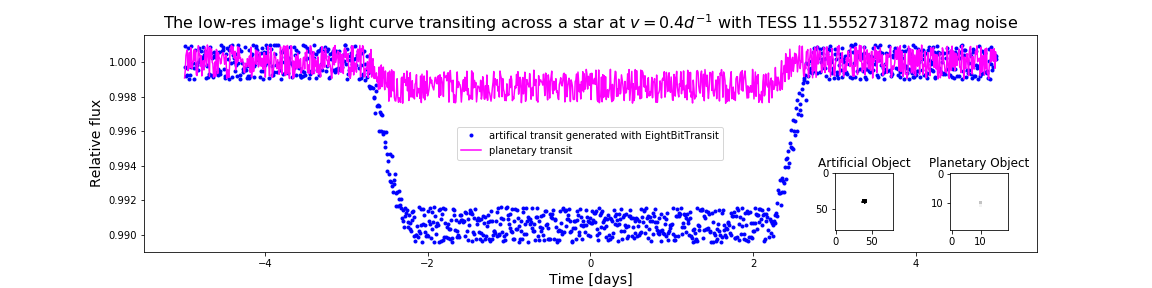 The low-res image's light curve transiting across a star at v = 0.4d⁻¹ with TESS 11.5552731872 mag noise
Relative flux
1.000
0.998
0.996
0.994
0.992
0.990
artifical transit generated with EightBitTransit
planetary transit
Artificial Object
0
50
0
50
Planetary Object
0
10
0
10
−4
−2
0
2
4
Time [days]